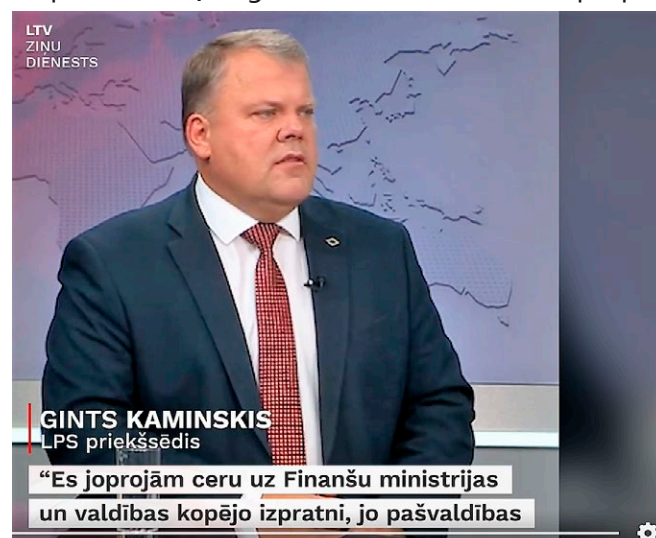 LTV
ZIŅU
DIENESTS
GINTS KAMINSKIS
LPS priekšsēdis
“Es joprojām ceru uz Finanšu ministrijas
un valdības kopējo izpratni, jo pašvaldības